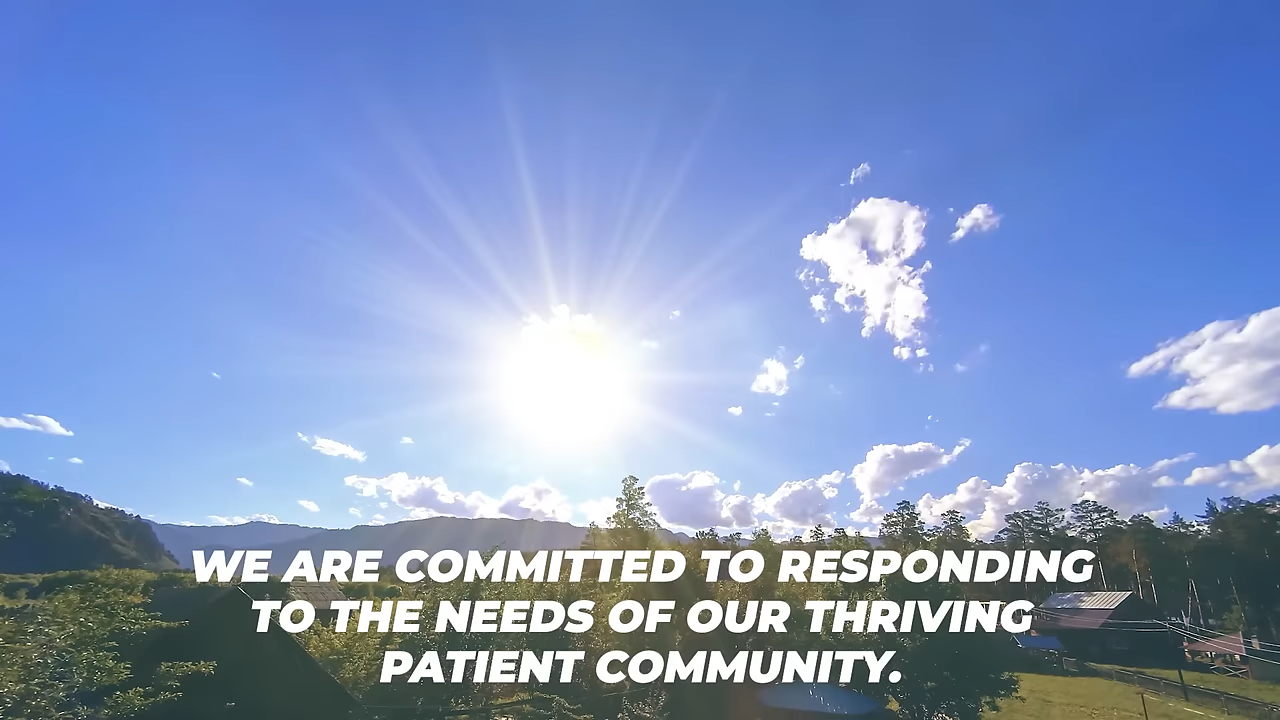 WE ARE COMMITTED TO RESPONDING
TO THE NEEDS OF OUR THRIVING
PATIENT COMMUNITY.